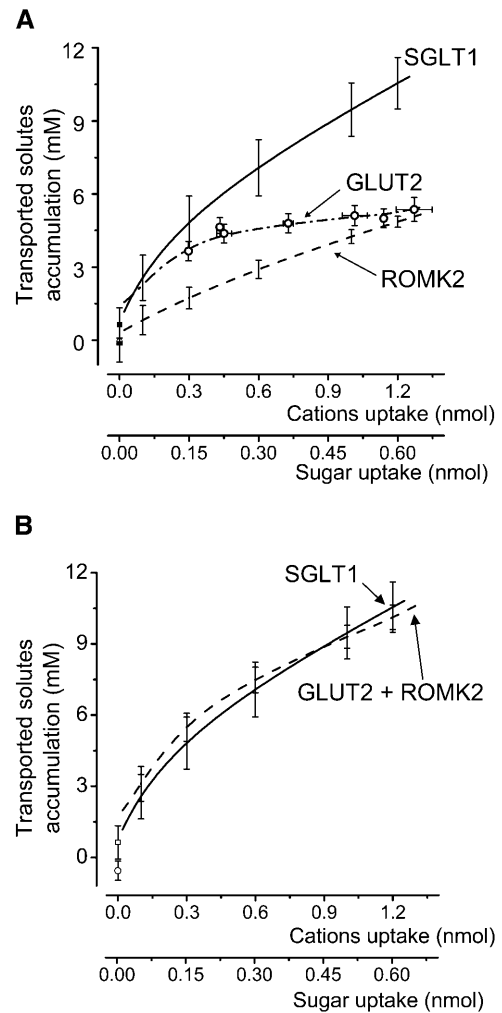 A
12
9
6
3
0
Transported solutes
accumulation (mM)
SGLT1
GLUT2
ROMK2
0.0 0.3 0.6 0.9 1.2
Cations uptake (nmol)
0.00 0.15 0.30 0.45 0.60
Sugar uptake (nmol)
B
12
9
6
3
0
Transported solutes
accumulation (mM)
SGLT1
GLUT2 + ROMK2
0.0 0.3 0.6 0.9 1.2
Cations uptake (nmol)
0.00 0.15 0.30 0.45 0.60
Sugar uptake (nmol)